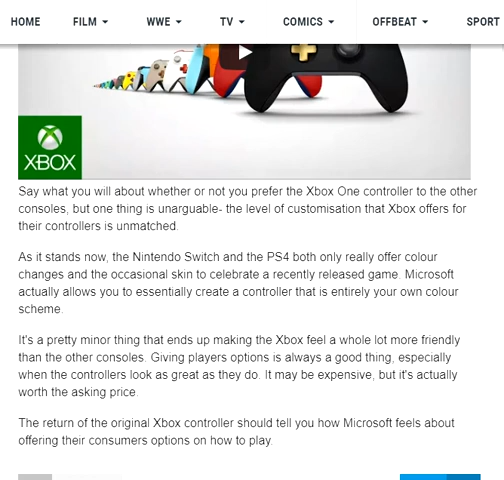 HOME FILM WWE TV COMICS OFFBEAT SPORT
XBOX
Say what you will about whether or not you prefer the Xbox One controller to the other
consoles, but one thing is unarguable- the level of customisation that Xbox offers for
their controllers is unmatched.
As it stands now, the Nintendo Switch and the PS4 both only really offer colour
changes and the occasional skin to celebrate a recently released game. Microsoft
actually allows you to essentially create a controller that is entirely your own colour
scheme.
It's a pretty minor thing that ends up making the Xbox feel a whole lot more friendly
than the other consoles. Giving players options is always a good thing, especially
when the controllers look as great as they do. It may be expensive, but it's actually
worth the asking price.
The return of the original Xbox controller should tell you how Microsoft feels about
offering their consumers options on how to play.